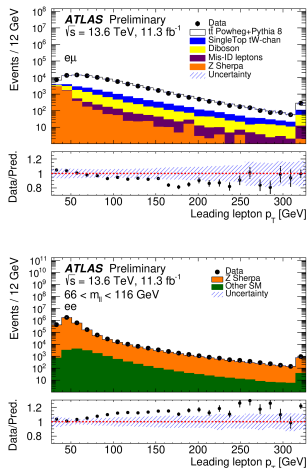 10⁸
10⁷
10⁶
10⁵
10⁴
10³
10²
10
1
Events / 12 GeV
ATLAS Preliminary
√s = 13.6 TeV, 11.3 fb⁻¹
eμ
Data
tt̄ Powheg+Pythia 8
SingleTop tW-chan
Diboson
Mis-ID leptons
Z Sherpa
Uncertainty
Data/Pred.
1.2
1
0.8
50 100 150 200 250 300
Leading lepton p_T [GeV]
10¹¹
10¹⁰
10⁹
10⁸
10⁷
10⁶
10⁵
10⁴
10³
10²
10
Events / 12 GeV
ATLAS Preliminary
√s = 13.6 TeV, 11.3 fb⁻¹
66 < m_ll < 116 GeV
ee
Data
Z Sherpa
Other SM
Uncertainty
Data/Pred.
1.2
1
0.8
50 100 150 200 250 300
Leading lepton p_T [GeV]